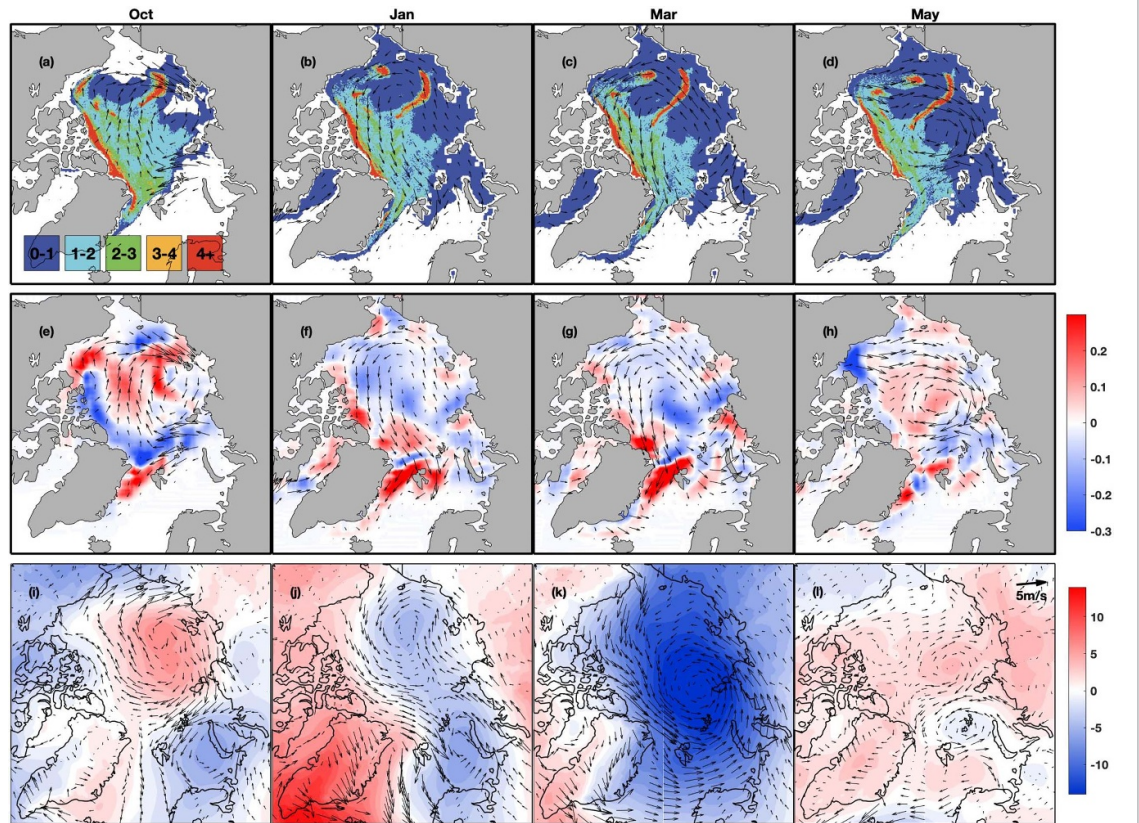 Oct Jan Mar May
(a) (b) (c) (d)
0-1 1-2 2-3 3-4 4+
(e) (f) (g) (h)
0.2
0.1
0
-0.1
-0.2
-0.3
(i) (j) (k) (l)
5m/s
10
5
0
-5
-10